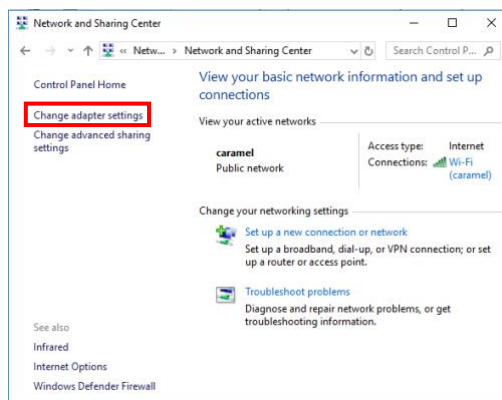 Network and Sharing Center
« Netw... › Network and Sharing Center
Search Control P...
Control Panel Home
Change adapter settings
Change advanced sharing
settings
View your basic network information and set up
connections
View your active networks
caramel
Public network
Access type: Internet
Connections: Wi-Fi
(caramel)
Change your networking settings
Set up a new connection or network
Set up a broadband, dial-up, or VPN connection; or set
up a router or access point.
Troubleshoot problems
Diagnose and repair network problems, or get
troubleshooting information.
See also
Infrared
Internet Options
Windows Defender Firewall